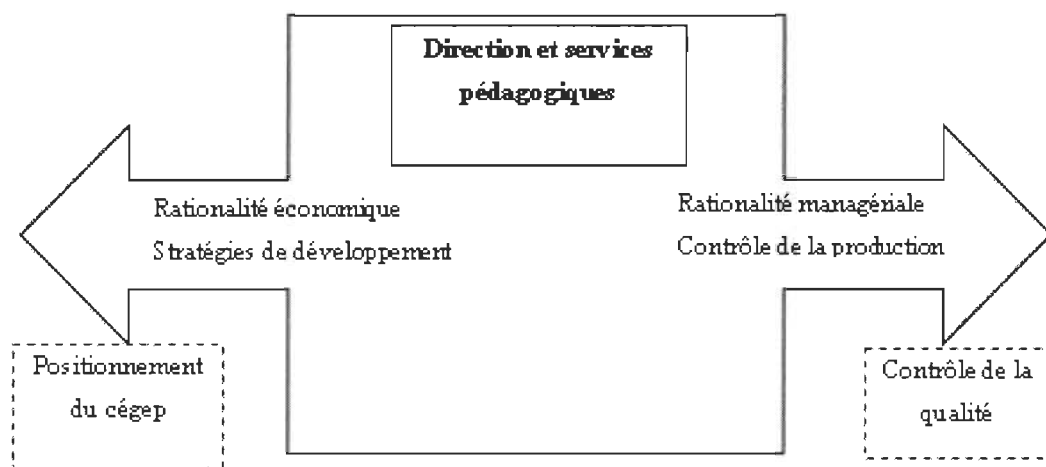 Direction et services
pédagogiques
Rationalité économique
Stratégies de développement
Rationalité managériale
Contrôle de la production
Positionnement
du cégep
Contrôle de la
qualité